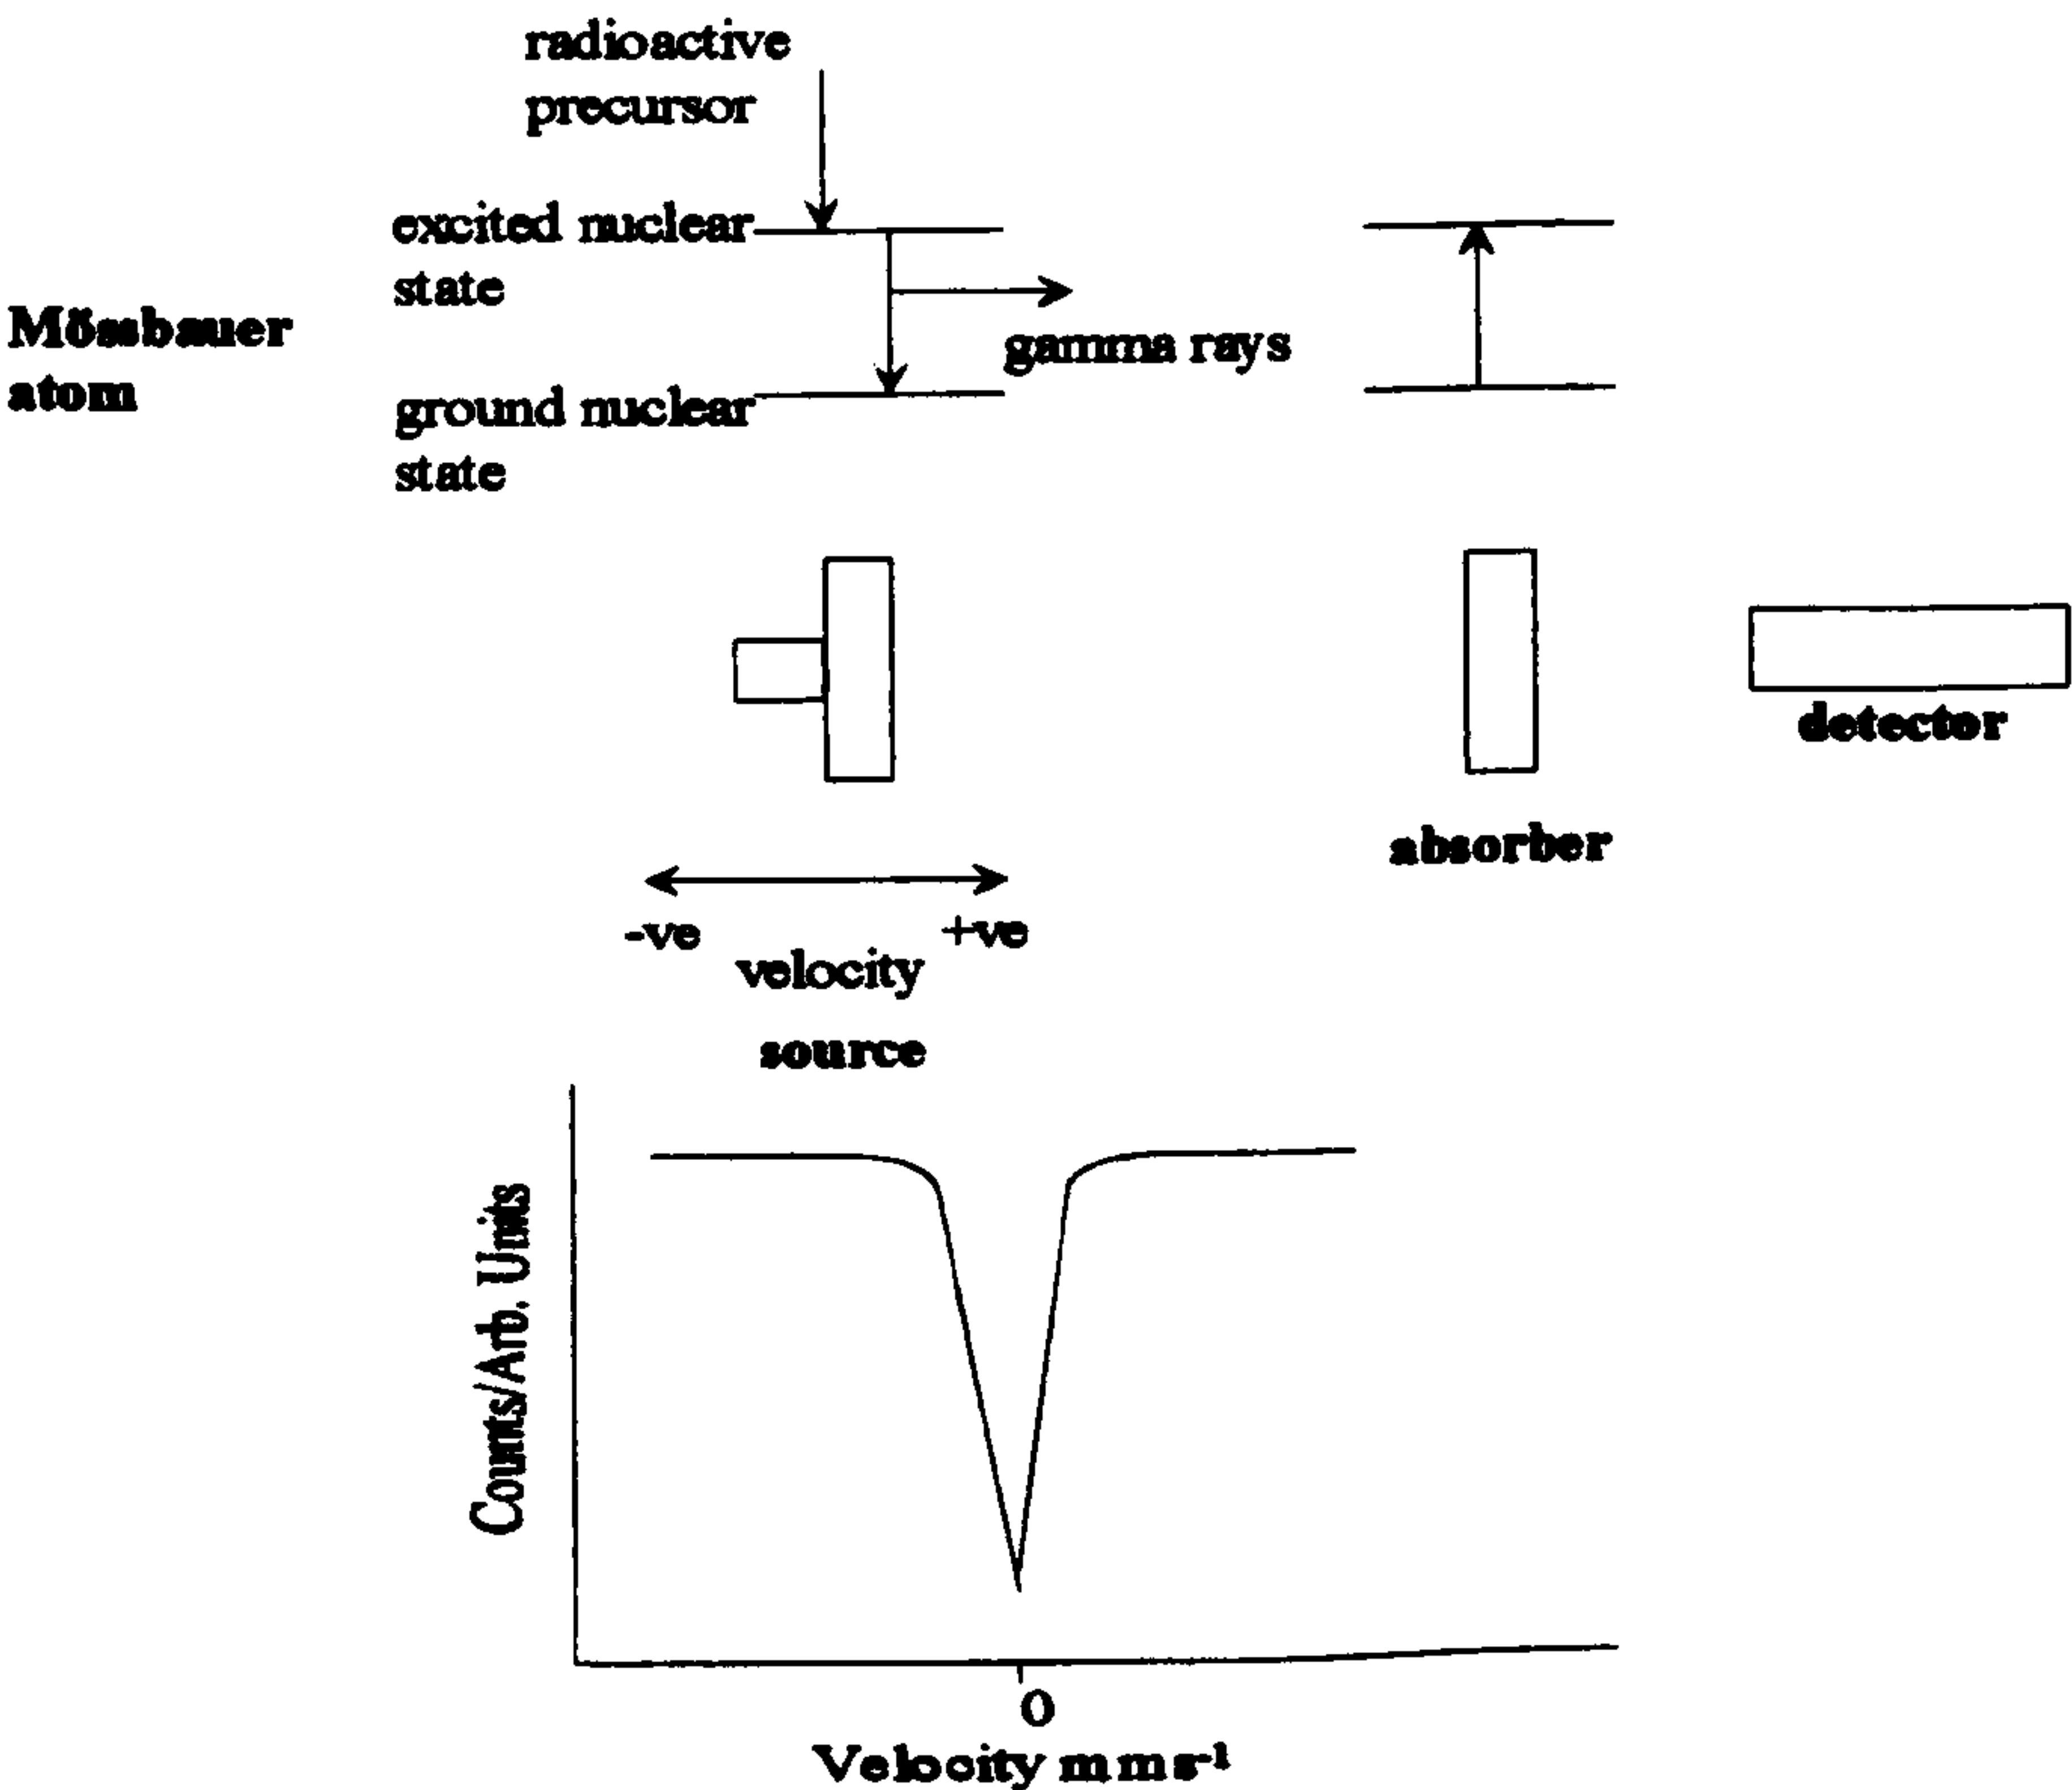 radioactive
precursor
excited nuclear
state
Mössbauer
atom
gamma rays
ground nuclear
state
detector
absorber
-ve
+ve
velocity
source
Counts/Arb. Units
0
Velocity mms-1